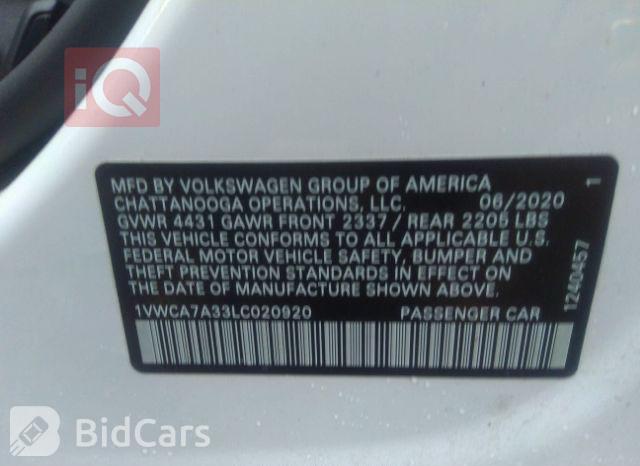 iQ
MFD BY VOLKSWAGEN GROUP OF AMERICA
CHATTANOOGA OPERATIONS, LLC. 06/2020
GVWR 4431 GAWR FRONT 2337 / REAR 2206 LBS
THIS VEHICLE CONFORMS TO ALL APPLICABLE U.S.
FEDERAL MOTOR VEHICLE SAFETY, BUMPER AND
THEFT PREVENTION STANDARDS IN EFFECT ON
THE DATE OF MANUFACTURE SHOWN ABOVE.
1VWCA7A33LC020920 PASSENGER CAR
1
12440457
BidCars